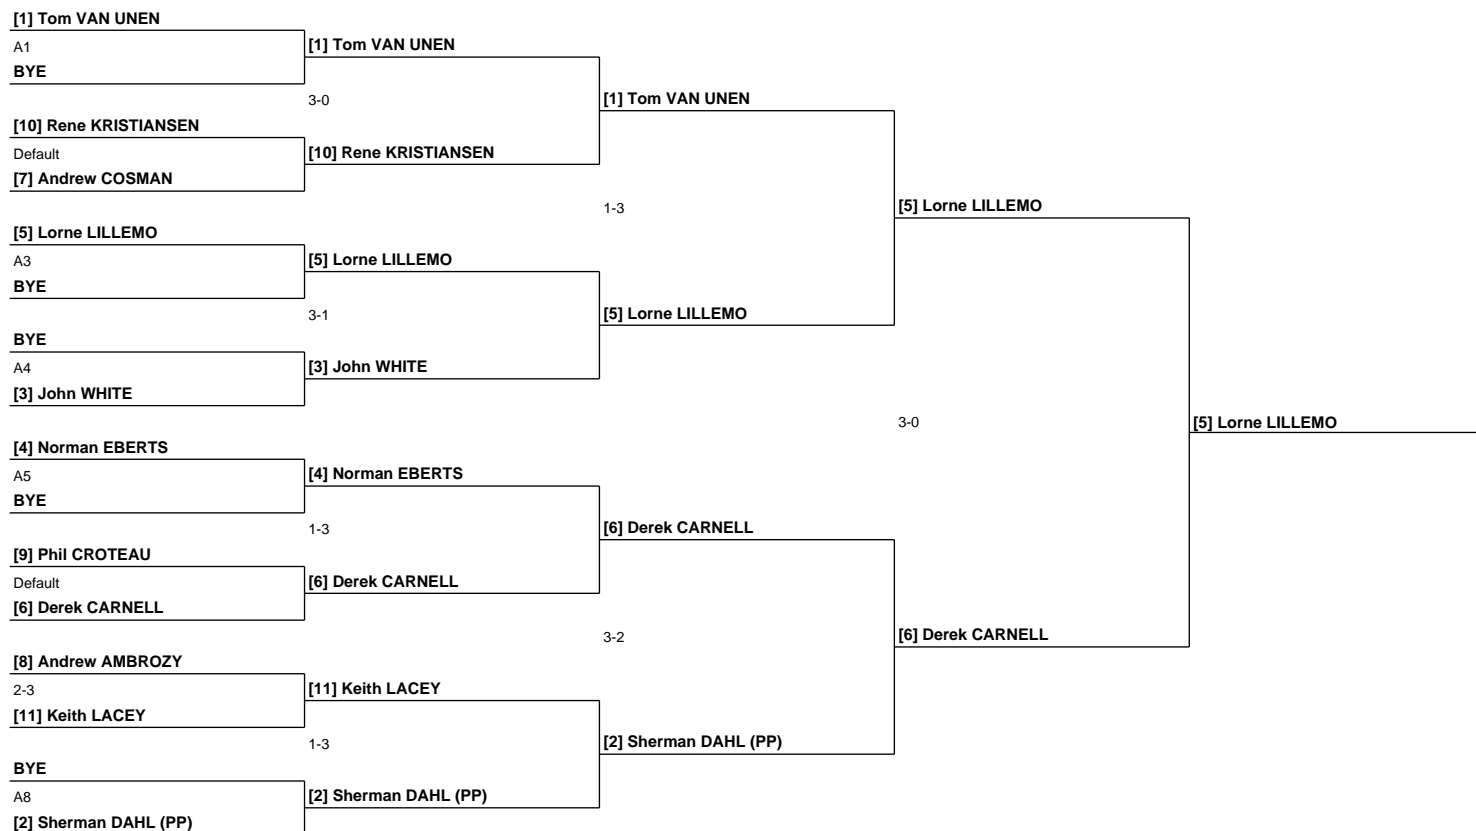 [1] Tom VAN UNEN
A1
BYE
[1] Tom VAN UNEN
3-0
[10] Rene KRISTIANSEN
Default
[7] Andrew COSMAN
[10] Rene KRISTIANSEN
[1] Tom VAN UNEN
1-3
[5] Lorne LILLEMO
A3
BYE
[5] Lorne LILLEMO
3-1
BYE
A4
[3] John WHITE
[3] John WHITE
[5] Lorne LILLEMO
[5] Lorne LILLEMO
3-0
[5] Lorne LILLEMO
[4] Norman EBERTS
A5
BYE
[4] Norman EBERTS
1-3
[9] Phil CROTEAU
Default
[6] Derek CARNELL
[6] Derek CARNELL
[6] Derek CARNELL
3-2
[6] Derek CARNELL
[8] Andrew AMBROZY
2-3
[11] Keith LACEY
[11] Keith LACEY
1-3
BYE
A8
[2] Sherman DAHL (PP)
[2] Sherman DAHL (PP)
[2] Sherman DAHL (PP)